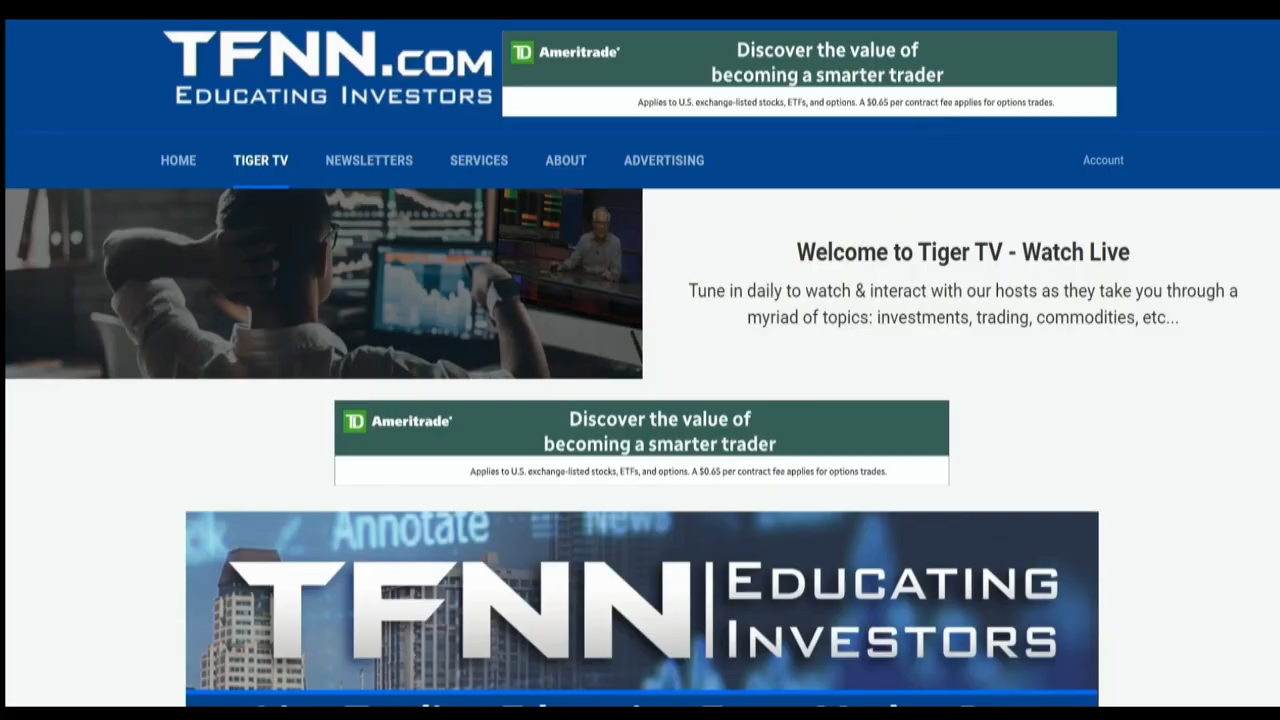 TFNN.COM
EDUCATING INVESTORS
TD Ameritrade
Discover the value of
becoming a smarter trader
Applies to U.S. exchange-listed stocks, ETFs, and options. A $0.65 per contract fee applies for options trades.
HOME TIGER TV NEWSLETTERS SERVICES ABOUT ADVERTISING Account
Welcome to Tiger TV - Watch Live
Tune in daily to watch & interact with our hosts as they take you through a
myriad of topics: investments, trading, commodities, etc...
TD Ameritrade
Discover the value of
becoming a smarter trader
Applies to U.S. exchange-listed stocks, ETFs, and options. A $0.65 per contract fee applies for options trades.
Annotate News
TFNN EDUCATING
INVESTORS